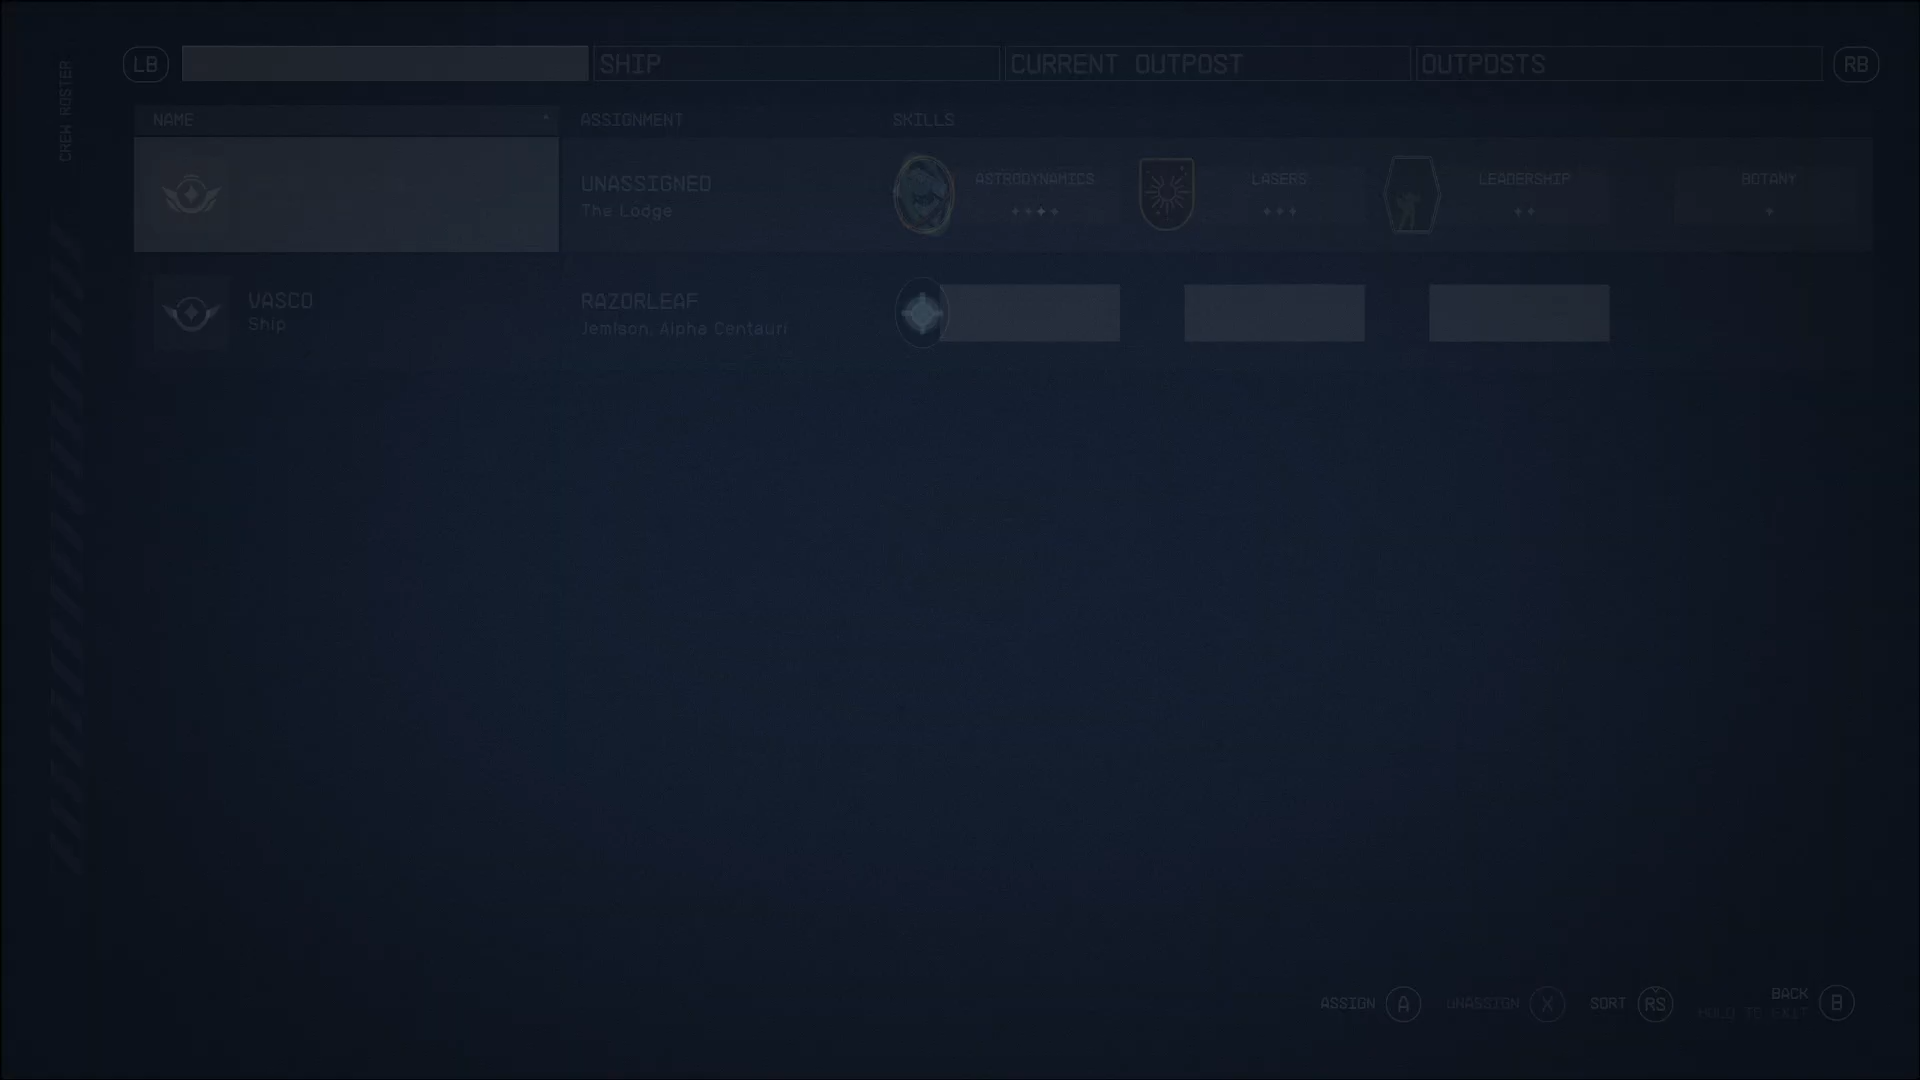 LB
SHIP
CURRENT OUTPOST
OUTPOSTS
RB
CREW ROSTER
NAME
ASSIGNMENT
SKILLS
UNASSIGNED
The Lodge
ASTRODYNAMICS
LASERS
LEADERSHIP
BOTANY
VASCO
Ship
RAZORLEAF
Jemison, Alpha Centauri
ASSIGN A
UNASSIGN X
SORT RS
BACK B
HOLD TO EXIT